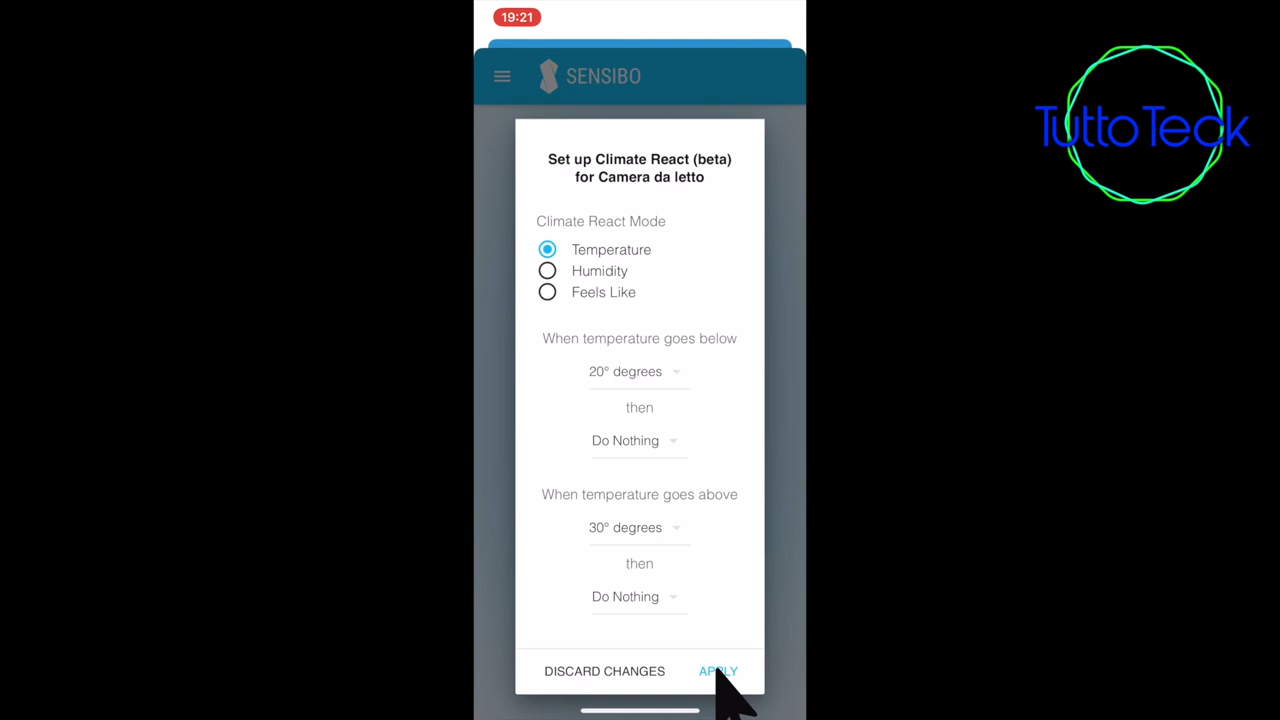 19:21
SENSIBO
Tutto Teck
Set up Climate React (beta)
for Camera da letto
Climate React Mode
Temperature
Humidity
Feels Like
When temperature goes below
20° degrees
then
Do Nothing
When temperature goes above
30° degrees
then
Do Nothing
DISCARD CHANGES
APPLY